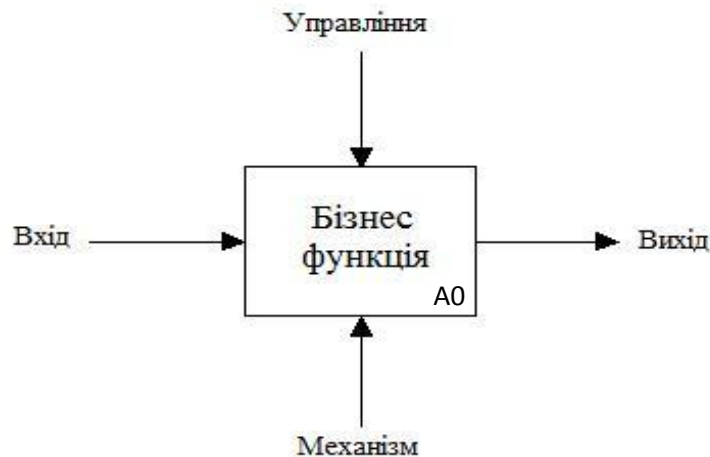 Управління
Вхід
Бізнес
функція
A0
Вихід
Механізм